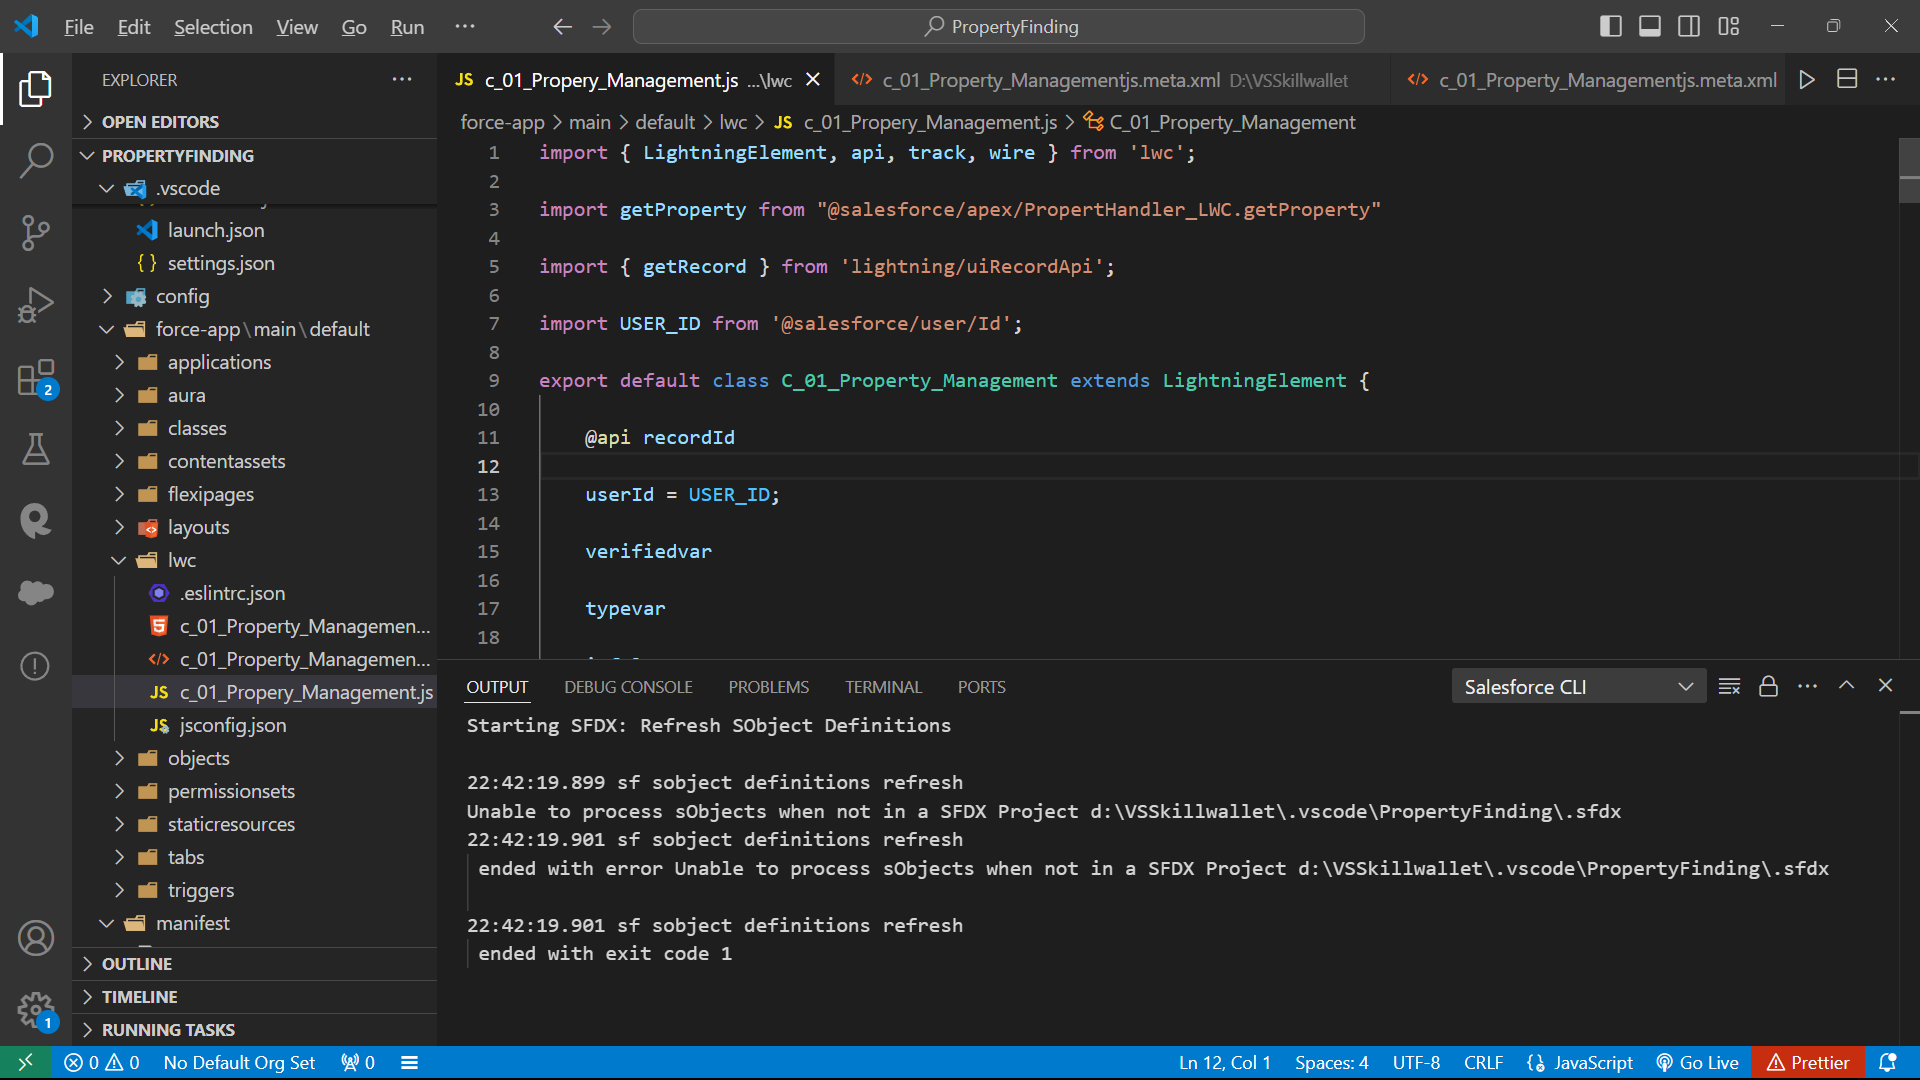 File Edit Selection View Go Run ··· PropertyFinding
EXPLORER ···
OPEN EDITORS
PROPERTYFINDING
.vscode
launch.json
{ } settings.json
config
force-app\main\default
applications
aura
classes
contentassets
flexipages
layouts
lwc
.eslintrc.json
c_01_Property_Managemen...
c_01_Property_Managemen...
JS c_01_Propery_Management.js
JS jsconfig.json
objects
permissionsets
staticresources
tabs
triggers
manifest
OUTLINE
TIMELINE
RUNNING TASKS
2
1
JS c_01_Propery_Management.js ...\lwc
c_01_Property_Managementjs.meta.xml D:\VSSkillwallet
c_01_Property_Managementjs.meta.xml
force-app > main > default > lwc > JS c_01_Propery_Management.js > C_01_Property_Management
1 import { LightningElement, api, track, wire } from 'lwc';
2
3 import getProperty from "@salesforce/apex/PropertHandler_LWC.getProperty"
4
5 import { getRecord } from 'lightning/uiRecordApi';
6
7 import USER_ID from '@salesforce/user/Id';
8
9 export default class C_01_Property_Management extends LightningElement {
10
11 @api recordId
12
13 userId = USER_ID;
14
15 verifiedvar
16
17 typevar
18
OUTPUT DEBUG CONSOLE PROBLEMS TERMINAL PORTS Salesforce CLI
Starting SFDX: Refresh SObject Definitions
22:42:19.899 sf sobject definitions refresh
Unable to process sObjects when not in a SFDX Project d:\VSSkillwallet\.vscode\PropertyFinding\.sfdx
22:42:19.901 sf sobject definitions refresh
ended with error Unable to process sObjects when not in a SFDX Project d:\VSSkillwallet\.vscode\PropertyFinding\.sfdx
22:42:19.901 sf sobject definitions refresh
ended with exit code 1
0 0 No Default Org Set 0 Ln 12, Col 1 Spaces: 4 UTF-8 CRLF { } JavaScript Go Live Prettier